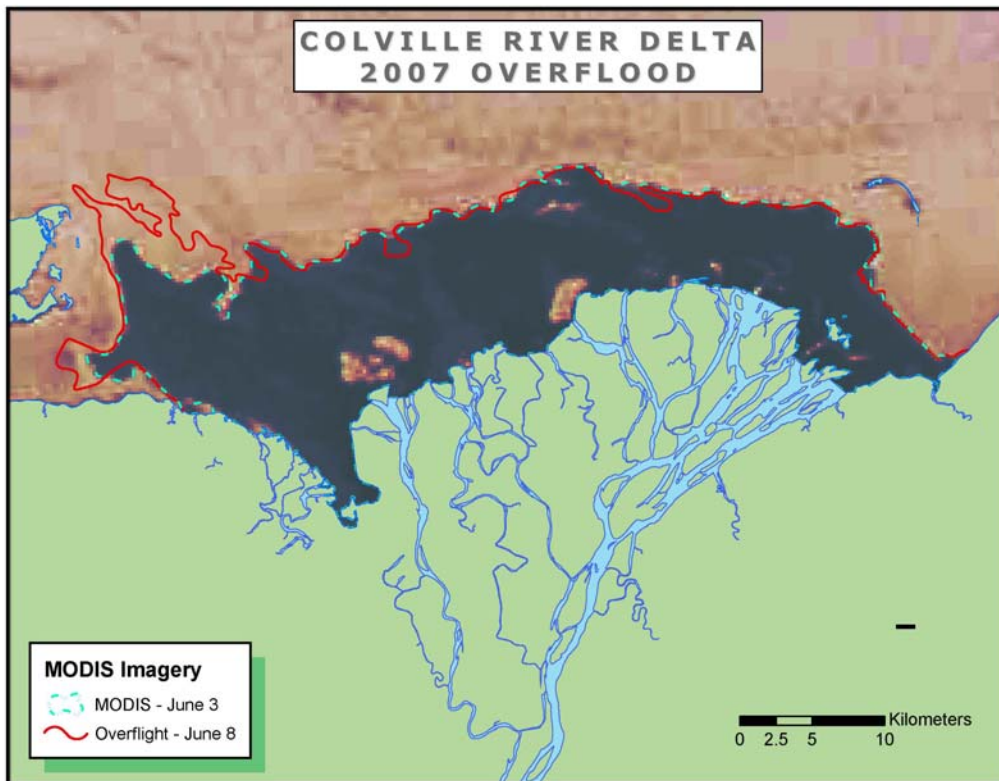 COLVILLE RIVER DELTA
2007 OVERFLOOD
MODIS Imagery
MODIS - June 3
Overflight - June 8
Kilometers
0 2.5 5 10